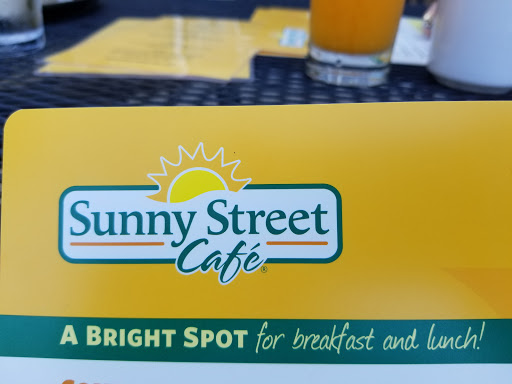 Sunny Street
Café®
A BRIGHT SPOT for breakfast and lunch!